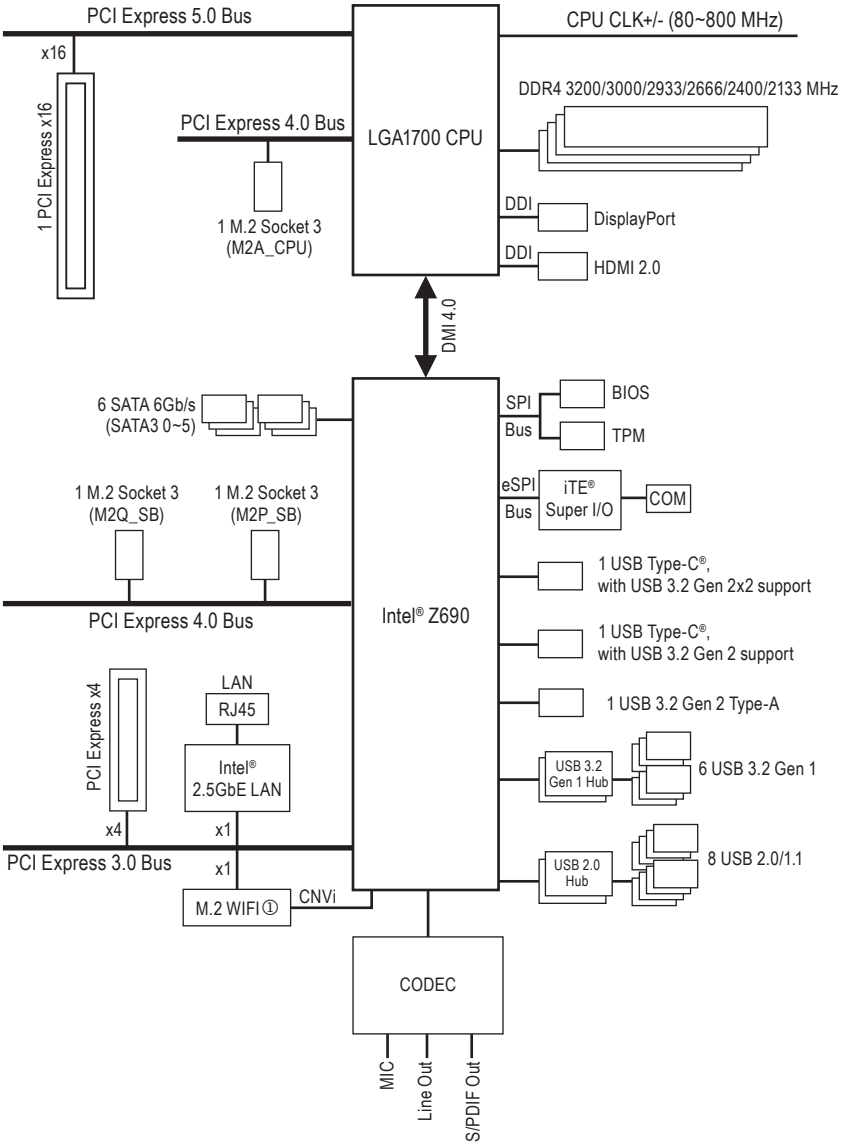 PCI Express 5.0 Bus
CPU CLK+/- (80~800 MHz)
x16
1 PCI Express x16
DDR4 3200/3000/2933/2666/2400/2133 MHz
PCI Express 4.0 Bus
LGA1700 CPU
1 M.2 Socket 3
(M2A_CPU)
DDI
DisplayPort
DDI
HDMI 2.0
DMI 4.0
6 SATA 6Gb/s
(SATA3 0~5)
SPI
Bus
BIOS
TPM
1 M.2 Socket 3
(M2Q_SB)
1 M.2 Socket 3
(M2P_SB)
eSPI
Bus
iTE®
Super I/O
COM
1 USB Type-C®,
with USB 3.2 Gen 2x2 support
PCI Express 4.0 Bus
Intel® Z690
1 USB Type-C®,
with USB 3.2 Gen 2 support
PCI Express x4
LAN
RJ45
1 USB 3.2 Gen 2 Type-A
Intel®
2.5GbE LAN
USB 3.2
Gen 1 Hub
6 USB 3.2 Gen 1
x4
x1
PCI Express 3.0 Bus
x1
USB 2.0
Hub
8 USB 2.0/1.1
M.2 WIFI①
CNVi
CODEC
MIC
Line Out
S/PDIF Out